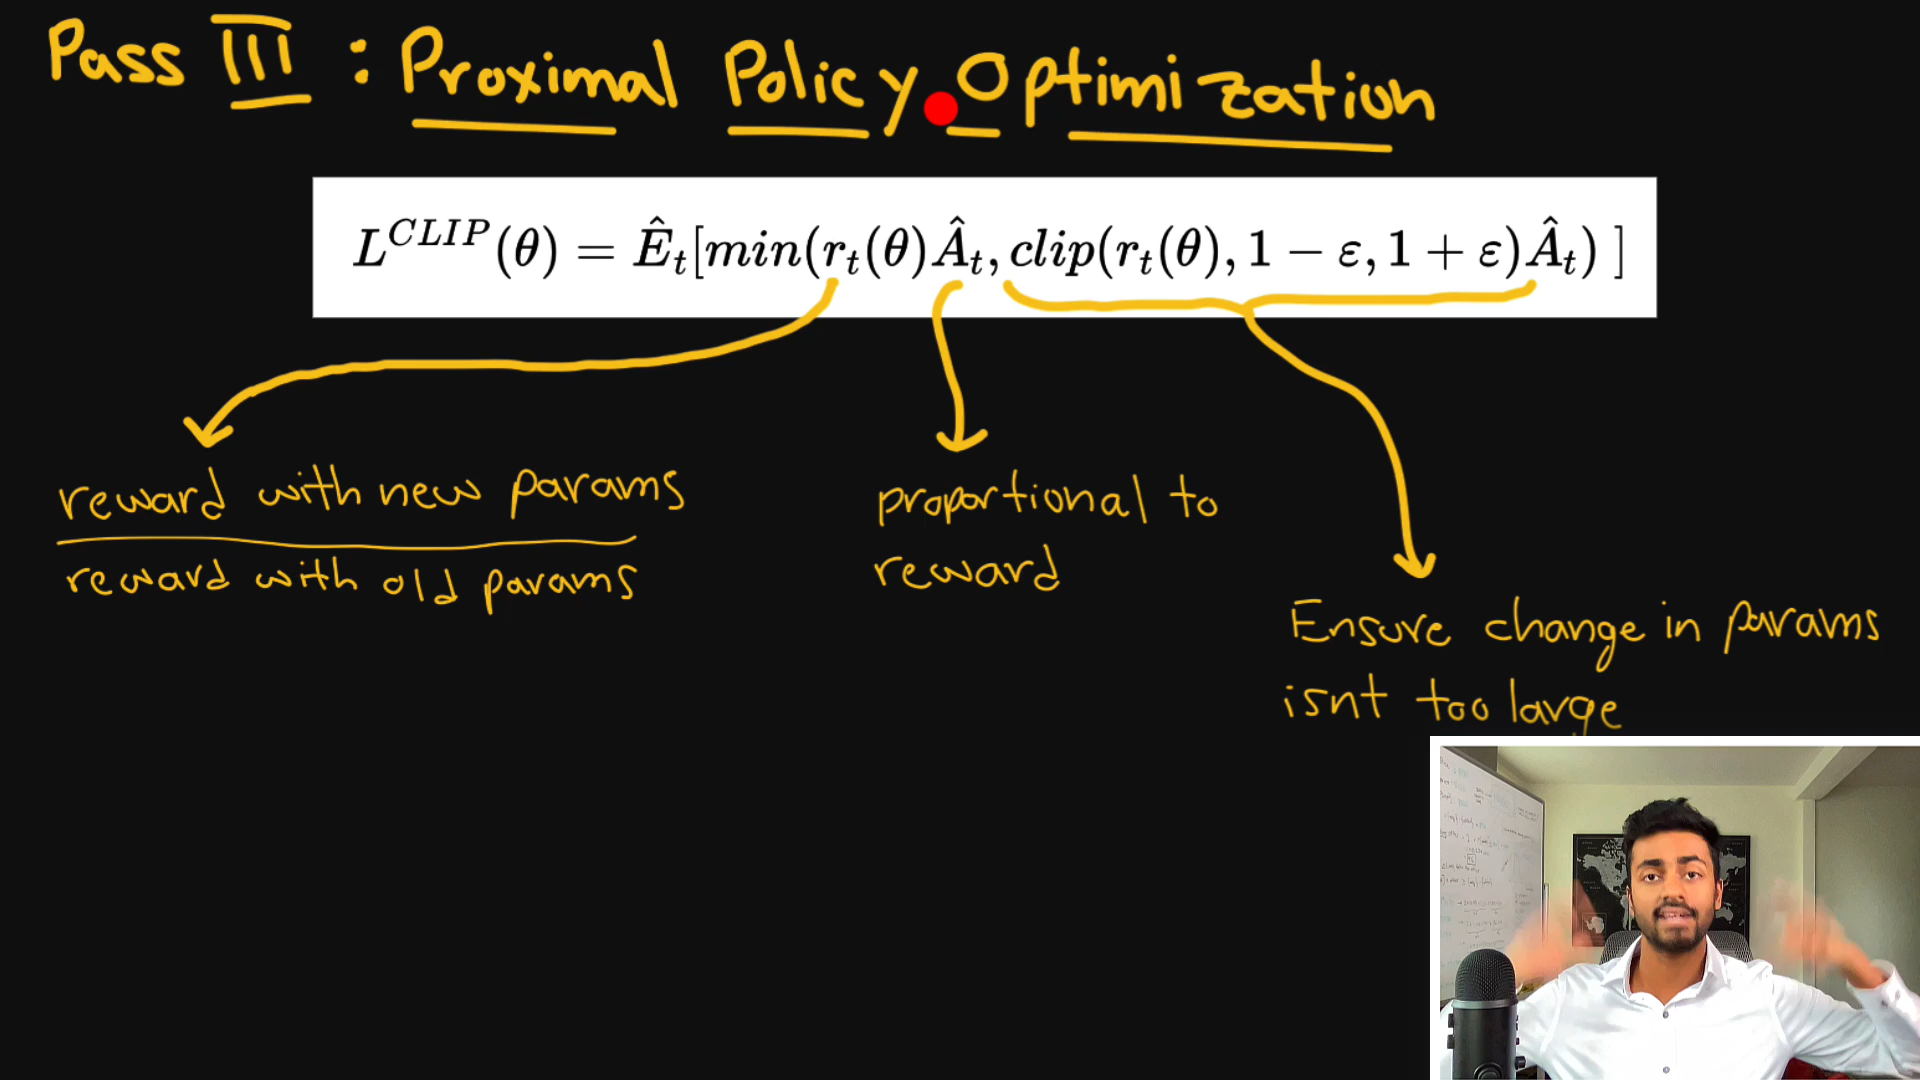 Pass III : Proximal Policy Optimization
L^{CLIP}(θ) = Ê_t[min(r_t(θ)Â_t, clip(r_t(θ), 1 − ε, 1 + ε)Â_t) ]
reward with new params
reward with old params
proportional to
reward
Ensure change in params
isnt too large